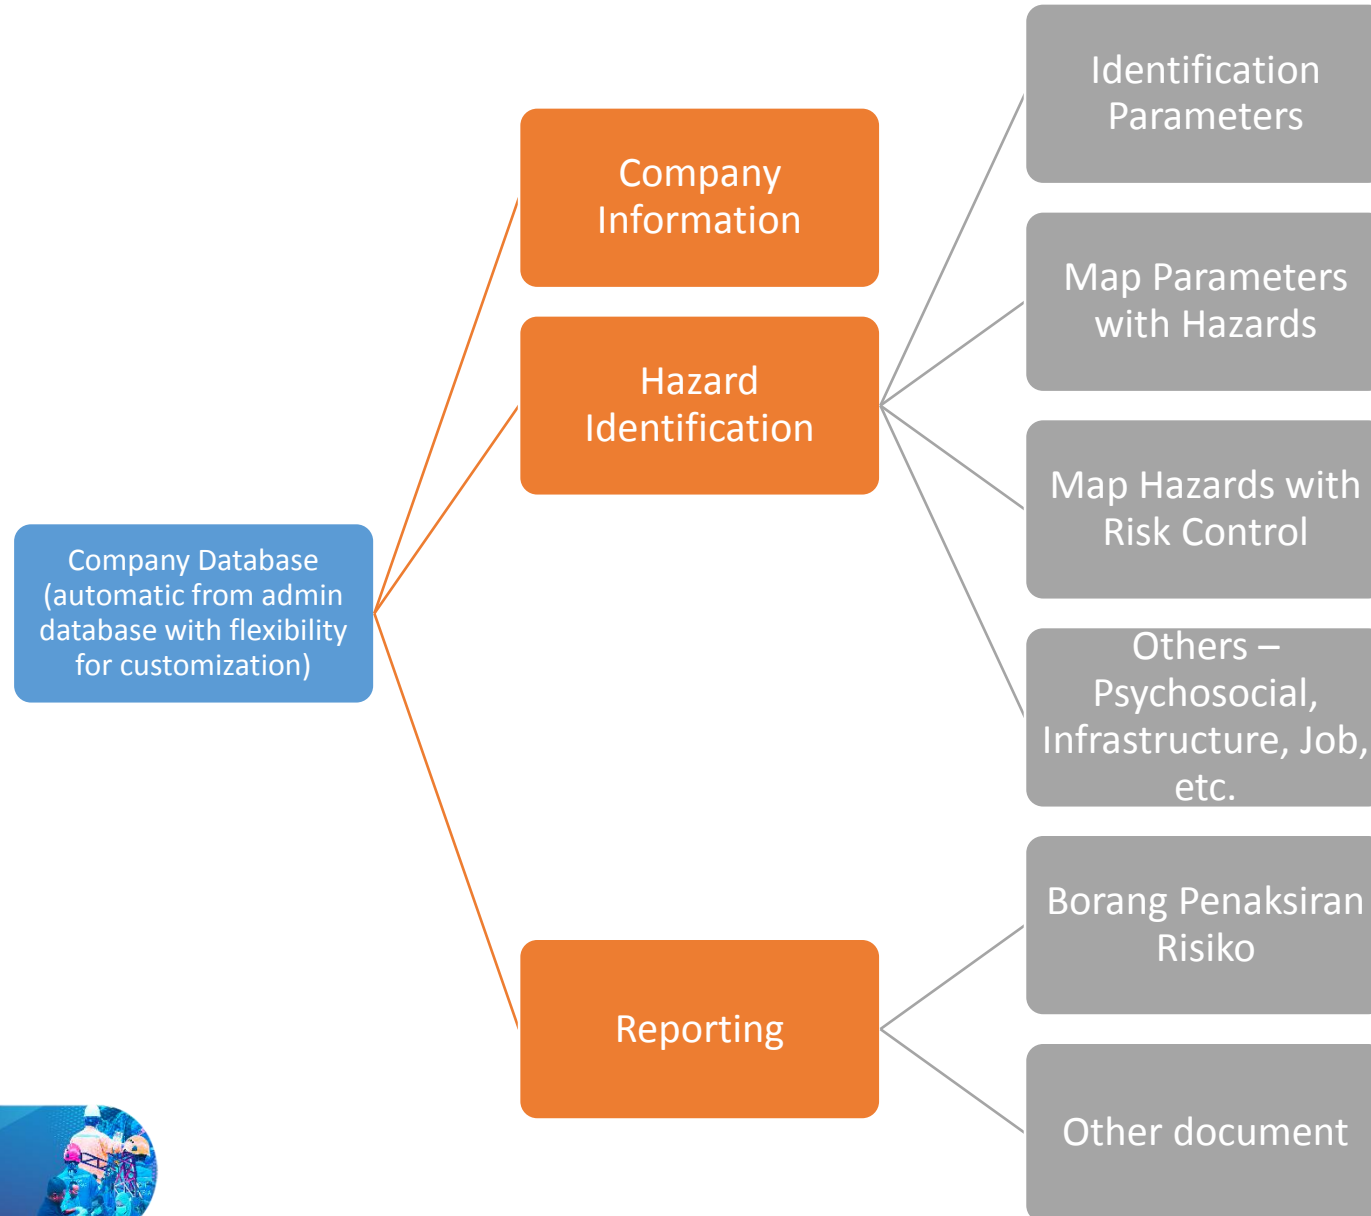 Company Database
(automatic from admin
database with flexibility
for customization)
Company
Information
Hazard
Identification
Reporting
Identification
Parameters
Map Parameters
with Hazards
Map Hazards with
Risk Control
Others –
Psychosocial,
Infrastructure, Job,
etc.
Borang Penaksiran
Risiko
Other document